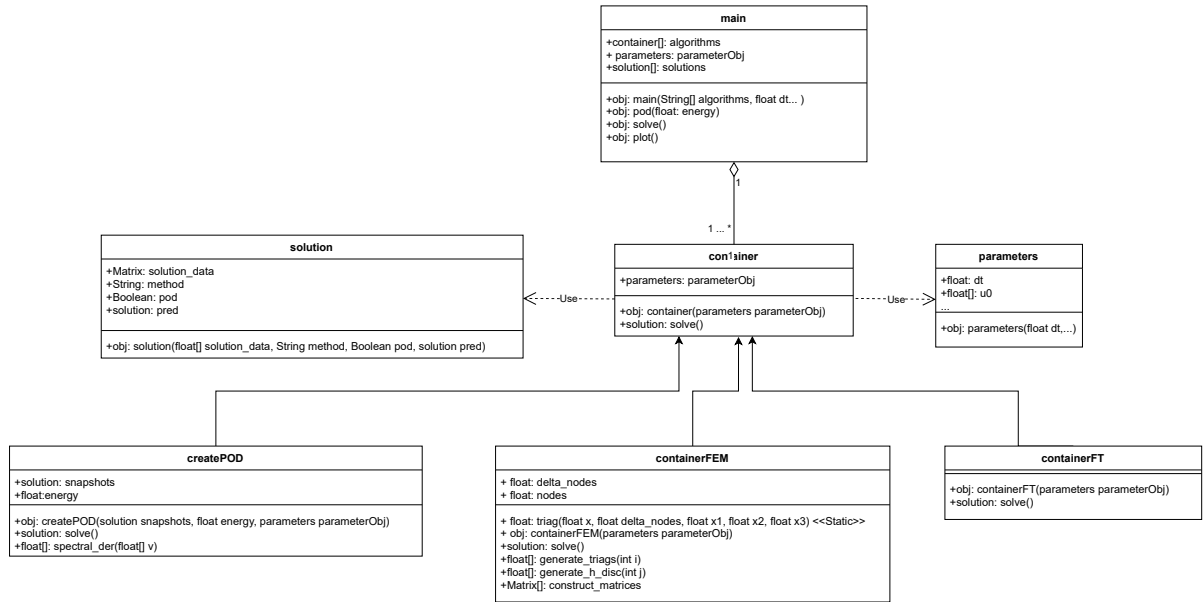 main
+container[]: algorithms
+ parameters: parameterObj
+solution[]: solutions
+obj: main(String[] algorithms, float dt... )
+obj: pod(float: energy)
+obj: solve()
+obj: plot()
1
1 ... *
solution
+Matrix: solution_data
+String: method
+Boolean: pod
+solution: pred
+obj: solution(float[] solution_data, String method, Boolean pod, solution pred)
Use
container
1
+parameters: parameterObj
+obj: container(parameters parameterObj)
+solution: solve()
Use
parameters
+float: dt
+float[]: u0
...
+obj: parameters(float dt,...)
createPOD
+solution: snapshots
+float:energy
+obj: createPOD(solution snapshots, float energy, parameters parameterObj)
+solution: solve()
+float[]: spectral_der(float[] v)
containerFEM
+ float: delta_nodes
+ float: nodes
+ float: triag(float x, float delta_nodes, float x1, float x2, float x3) <<Static>>
+ obj: containerFEM(parameters parameterObj)
+solution: solve()
+float[]: generate_triags(int i)
+float[]: generate_h_disc(int j)
+Matrix[]: construct_matrices
containerFT
+obj: containerFT(parameters parameterObj)
+solution: solve()